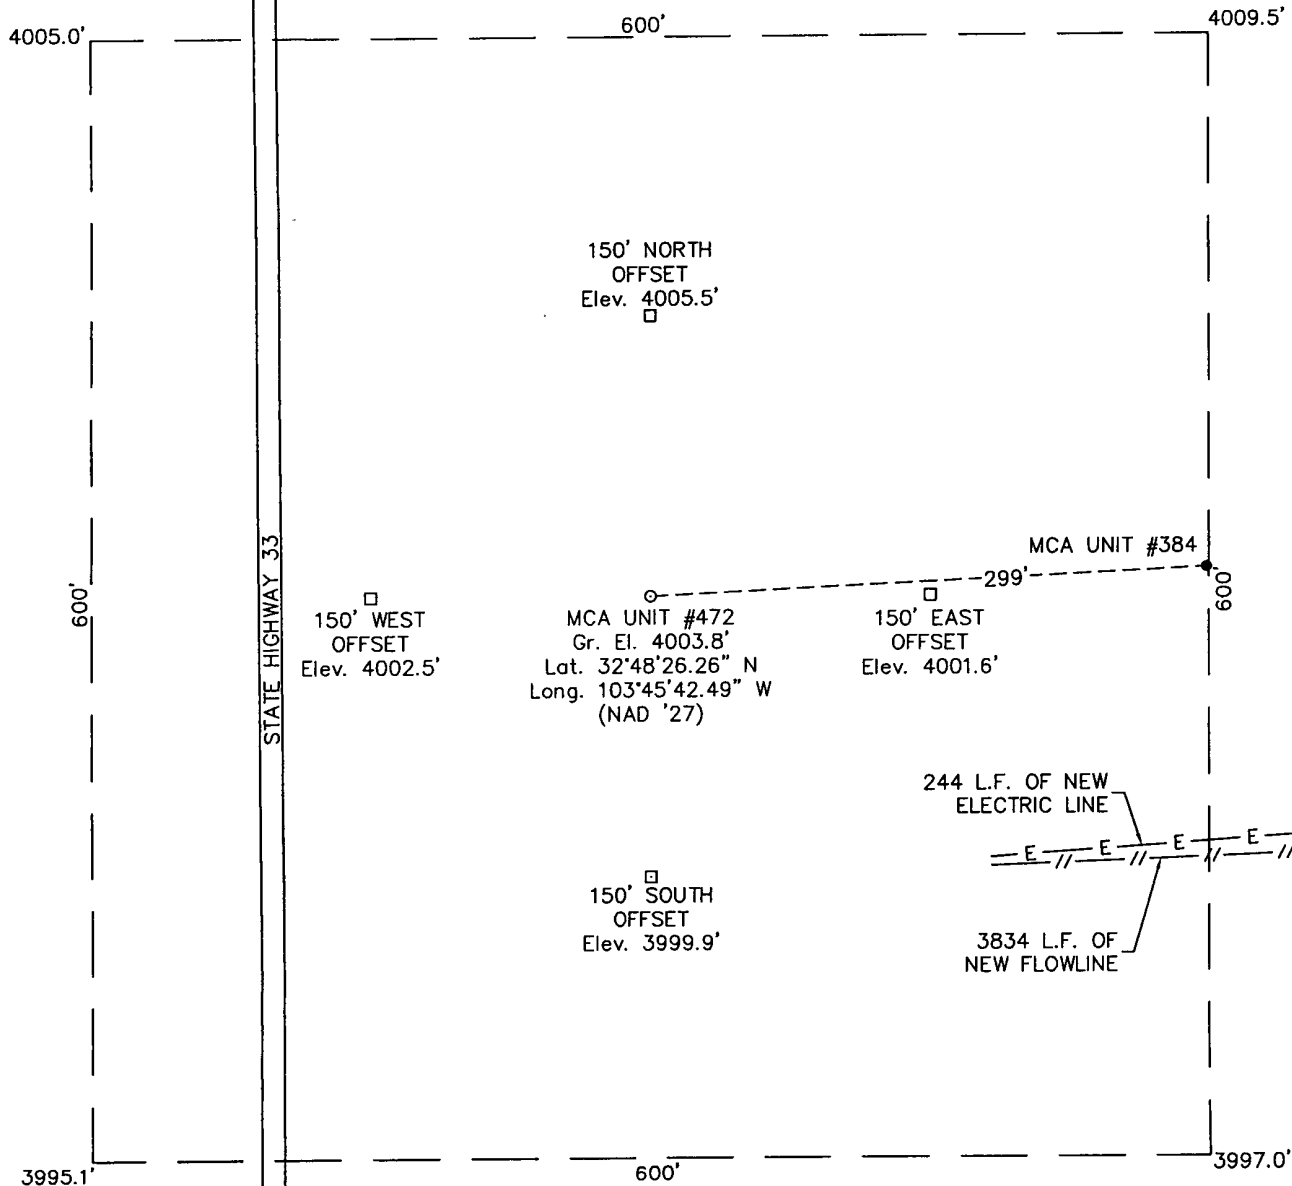 4005.0'
600'
4009.5'
150' NORTH
OFFSET
Elev. 4005.5'
STATE HIGHWAY 33
600'
150' WEST
OFFSET
Elev. 4002.5'
MCA UNIT #472
Gr. El. 4003.8'
Lat. 32°48'26.26" N
Long. 103°45'42.49" W
(NAD '27)
299'
MCA UNIT #384
600'
150' EAST
OFFSET
Elev. 4001.6'
244 L.F. OF NEW
ELECTRIC LINE
E E E E
3834 L.F. OF
NEW FLOWLINE
150' SOUTH
OFFSET
Elev. 3999.9'
3995.1'
600'
3997.0'